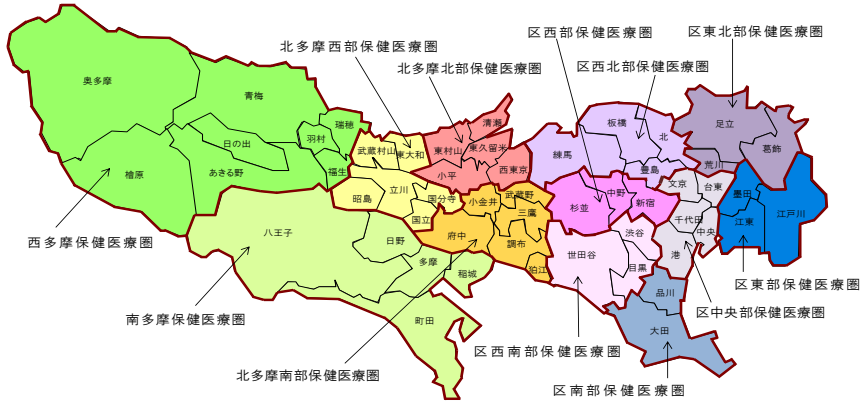 区西部保健医療圏
区東北部保健医療圏
北多摩西部保健医療圏
区西北部保健医療圏
北多摩北部保健医療圏
奥多摩
青梅
瑞穂
羽村
日の出
あきる野
福生
檜原
武蔵村山
東大和
昭島
立川
国分寺
国立
清瀬
東村山
東久留米
小平
西東京
武蔵野
小金井
三鷹
府中
調布
狛江
八王子
日野
多摩
稲城
町田
板橋
北
練馬
豊島
足立
葛飾
荒川
杉並
中野
新宿
文京
台東
千代田
中央
港
墨田
江東
江戸川
世田谷
渋谷
目黒
品川
大田
西多摩保健医療圏
南多摩保健医療圏
北多摩南部保健医療圏
区西南部保健医療圏
区南部保健医療圏
区中央部保健医療圏
区東部保健医療圏